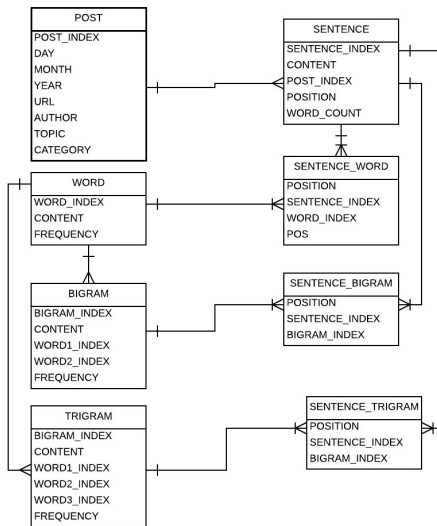 POST
POST_INDEX
DAY
MONTH
YEAR
URL
AUTHOR
TOPIC
CATEGORY
SENTENCE
SENTENCE_INDEX
CONTENT
POST_INDEX
POSITION
WORD_COUNT
WORD
WORD_INDEX
CONTENT
FREQUENCY
SENTENCE_WORD
POSITION
SENTENCE_INDEX
WORD_INDEX
POS
BIGRAM
BIGRAM_INDEX
CONTENT
WORD1_INDEX
WORD2_INDEX
FREQUENCY
SENTENCE_BIGRAM
POSITION
SENTENCE_INDEX
BIGRAM_INDEX
TRIGRAM
BIGRAM_INDEX
CONTENT
WORD1_INDEX
WORD2_INDEX
WORD3_INDEX
FREQUENCY
SENTENCE_TRIGRAM
POSITION
SENTENCE_INDEX
BIGRAM_INDEX